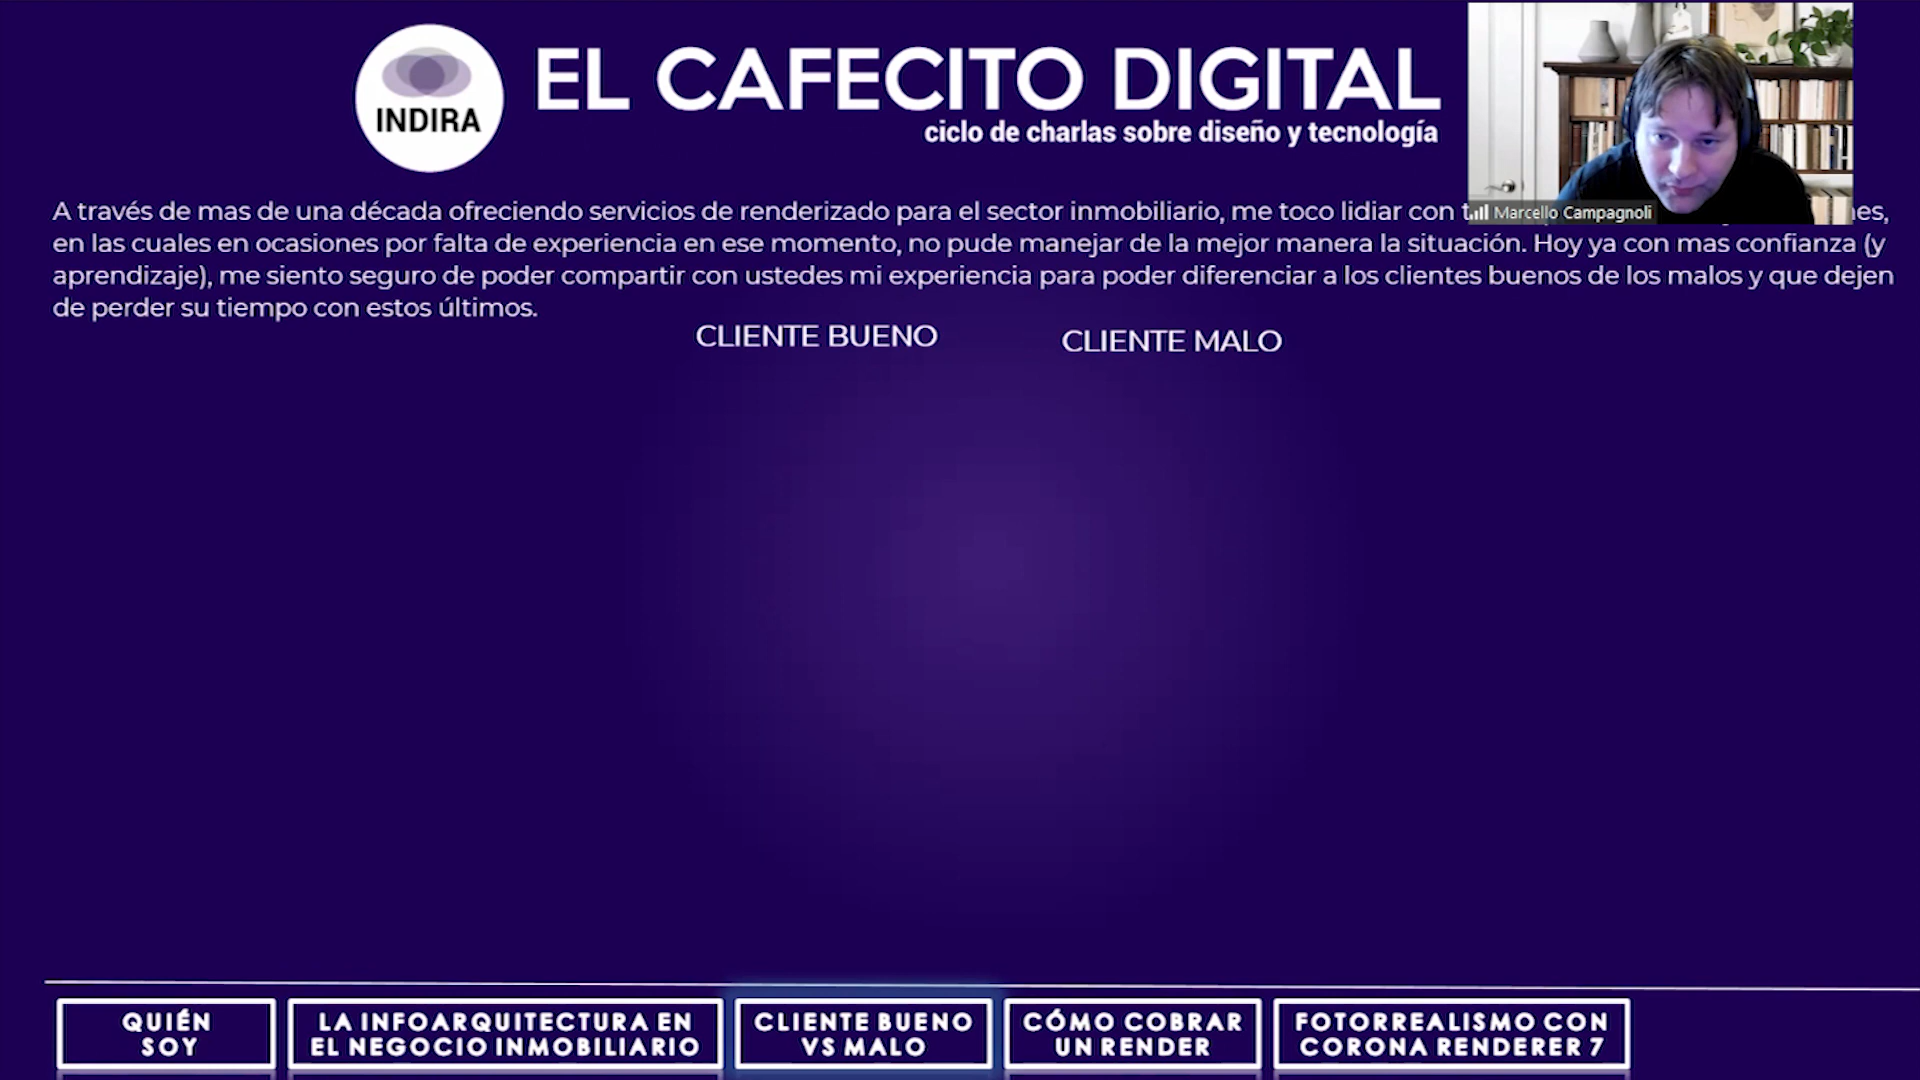 INDIRA
EL CAFECITO DIGITAL
ciclo de charlas sobre diseño y tecnología
A través de mas de una década ofreciendo servicios de renderizado para el sector inmobiliario, me toco lidiar con
Marcello Campagnoli
en las cuales en ocasiones por falta de experiencia en ese momento, no pude manejar de la mejor manera la situación. Hoy ya con mas confianza (y
aprendizaje), me siento seguro de poder compartir con ustedes mi experiencia para poder diferenciar a los clientes buenos de los malos y que dejen
de perder su tiempo con estos últimos.
CLIENTE BUENO
CLIENTE MALO
QUIÉN
SOY
LA INFOARQUITECTURA EN
EL NEGOCIO INMOBILIARIO
CLIENTE BUENO
VS MALO
CÓMO COBRAR
UN RENDER
FOTORREALISMO CON
CORONA RENDERER 7